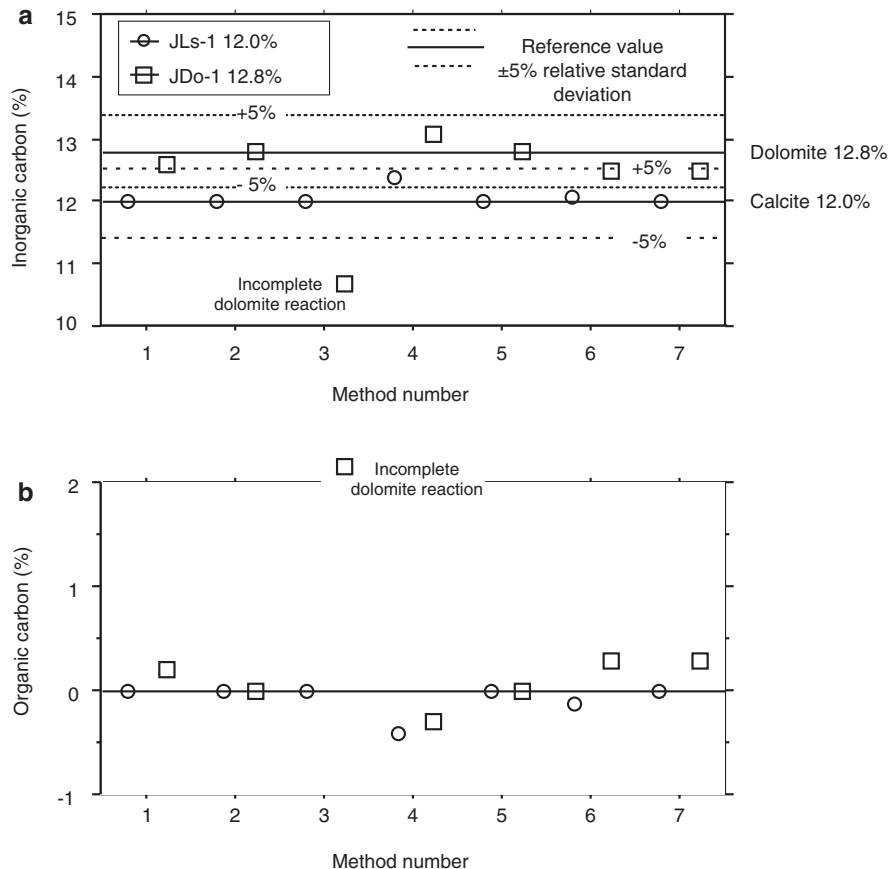 a
15
14
13
12
11
10
Inorganic carbon (%)
JLs-1 12.0%
JDo-1 12.8%
Reference value
±5% relative standard
deviation
+5%
+5%
- 5%
-5%
Dolomite 12.8%
Calcite 12.0%
Incomplete
dolomite reaction
1 2 3 4 5 6 7
Method number
b
Incomplete
dolomite reaction
2
1
0
-1
Organic carbon (%)
1 2 3 4 5 6 7
Method number